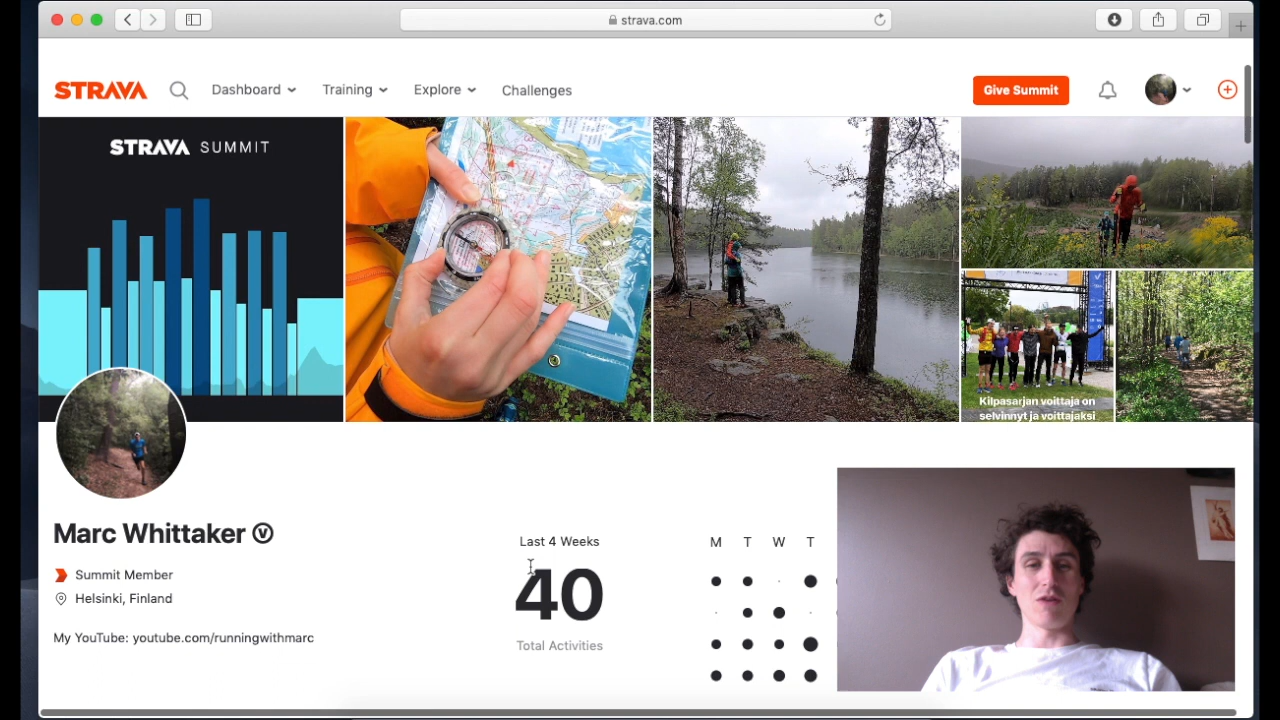 strava.com
STRAVA
Dashboard
Training
Explore
Challenges
Give Summit
STRAVA SUMMIT
Kilpasarjan voittaja on
selvinnyt ja voittajaksi
Marc Whittaker
Summit Member
Helsinki, Finland
My YouTube: youtube.com/runningwithmarc
Last 4 Weeks
40
Total Activities
M T W T